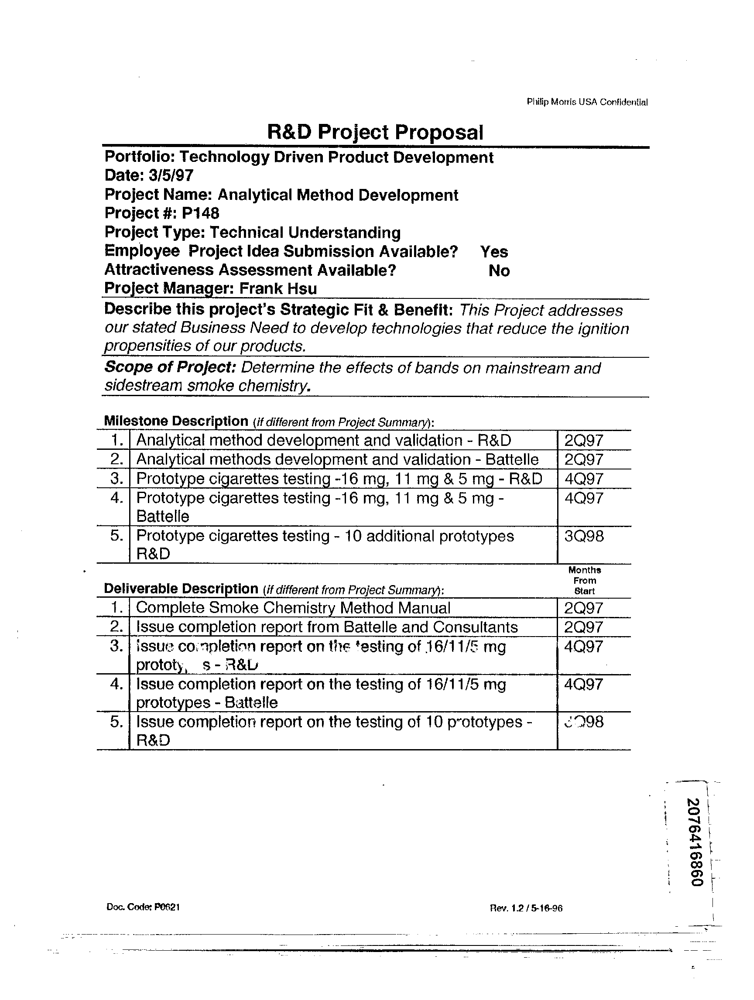 Philip Morris USA Confidential
R&D Project Proposal
Portfolio: Technology Driven Product Development
Date: 3/5/97
Project Name: Analytical Method Development
Project #: P148
Project Type: Technical Understanding
Employee Project Idea Submission Available? Yes
Attractiveness Assessment Available? No
Project Manager: Frank Hsu
Describe this project's Strategic Fit & Benefit: This Project addresses
our stated Business Need to develop technologies that reduce the ignition
propensities of our products.
Scope of Project: Determine the effects of bands on mainstream and
sidestream smoke chemistry.
Milestone Description (if different from Project Summary):
1. Analytical method development and validation - R&D 2Q97
2. Analytical methods development and validation - Battelle 2Q97
3. Prototype cigarettes testing -16 mg, 11 mg & 5 mg - R&D 4Q97
4. Prototype cigarettes testing -16 mg, 11 mg & 5 mg - 4Q97
Battelle
5. Prototype cigarettes testing - 10 additional prototypes 3Q98
R&D
Months
From
Start
Deliverable Description (if different from Project Summary):
1. Complete Smoke Chemistry Method Manual 2Q97
2. Issue completion report from Battelle and Consultants 2Q97
3. Issue completion report on the testing of 16/11/5 mg 4Q97
- R&D
4. Issue completion report on the testing of 16/11/5 mg 4Q97
prototypes - Battelle
5. Issue completion report on the testing of 10 prototypes -
R&D
2076416860
Doc. Code: P0621 Rev. 1.2 / 5-16-96